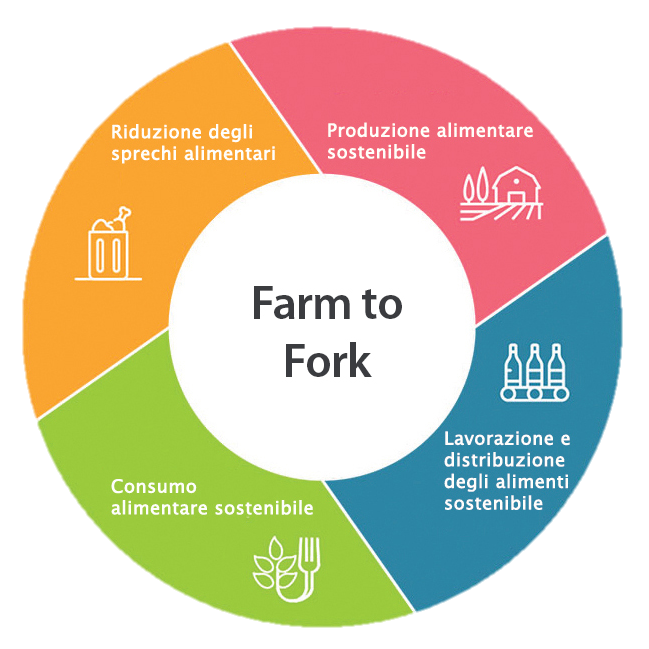 Riduzione degli
sprechi alimentari
Produzione alimentare
sostenibile
Farm to
Fork
Lavorazione e
distribuzione
degli alimenti
sostenibile
Consumo
alimentare sostenibile